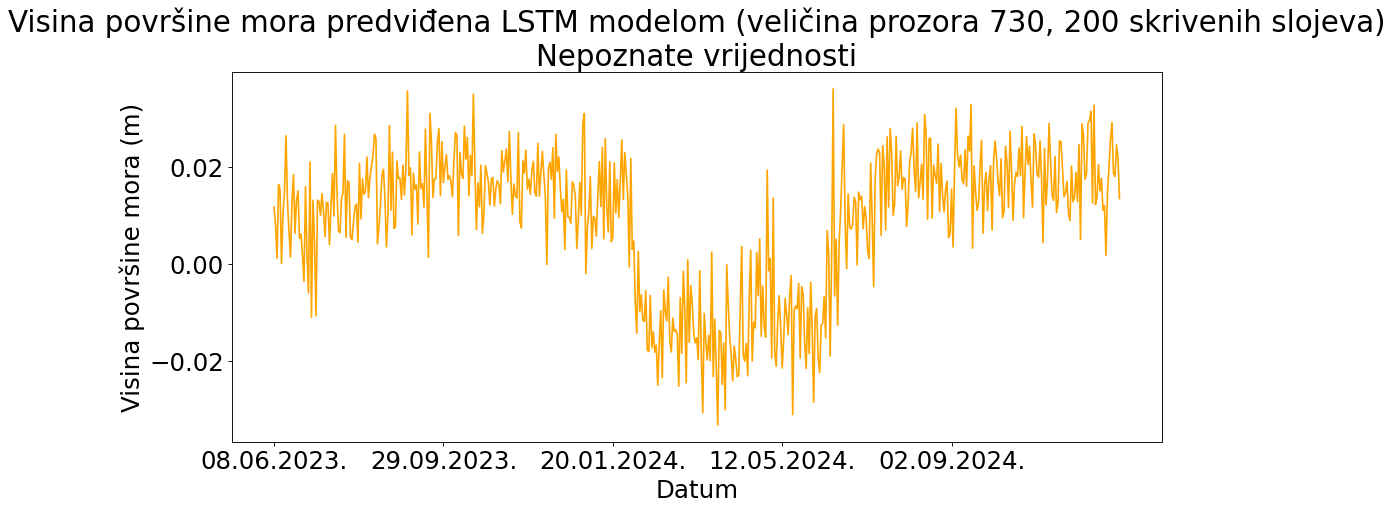 Visina površine mora predviđena LSTM modelom (veličina prozora 730, 200 skrivenih slojeva)
Nepoznate vrijednosti
Visina površine mora (m)
0.02
0.00
−0.02
08.06.2023. 29.09.2023. 20.01.2024. 12.05.2024. 02.09.2024.
Datum